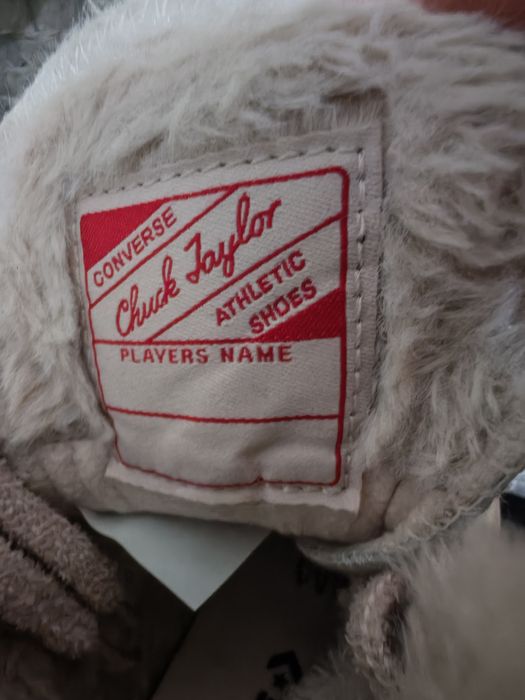 CONVERSE
Chuck Taylor
ATHLETIC
SHOES
PLAYERS NAME